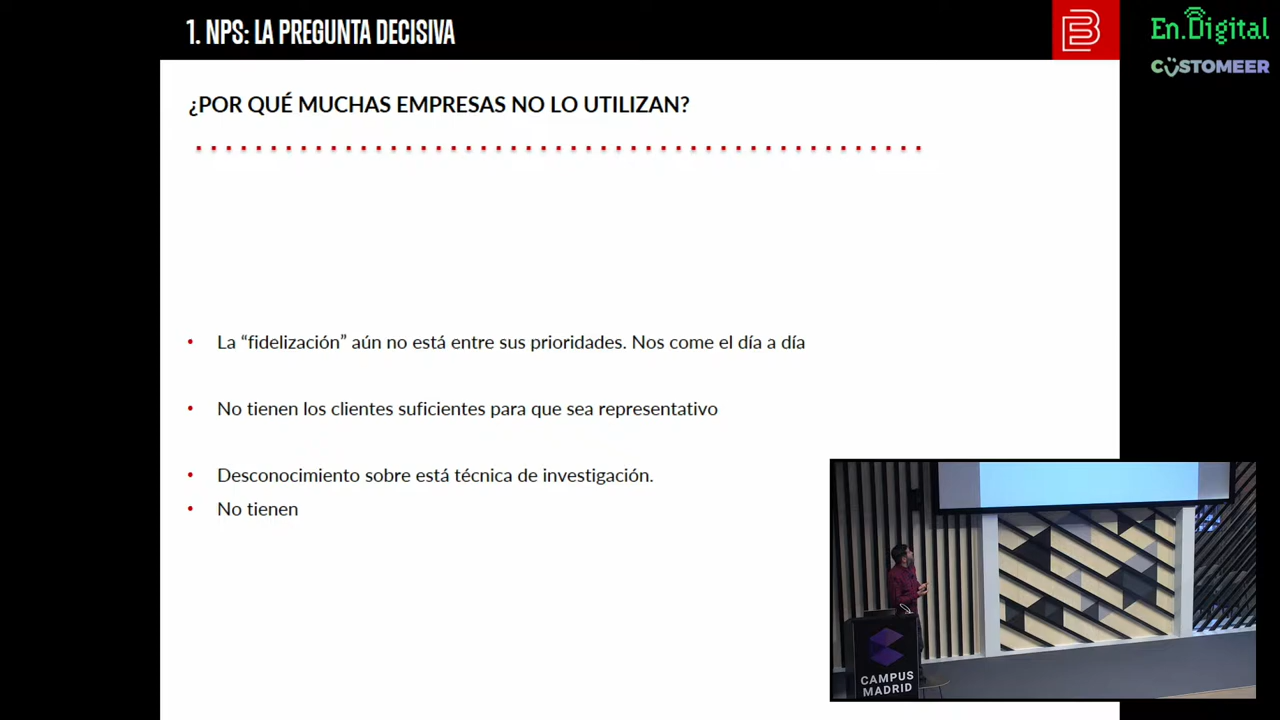 1. NPS: LA PREGUNTA DECISIVA
En.Digital
CUSTOMEER
¿POR QUÉ MUCHAS EMPRESAS NO LO UTILIZAN?
La “fidelización” aún no está entre sus prioridades. Nos come el día a día
No tienen los clientes suficientes para que sea representativo
Desconocimiento sobre está técnica de investigación.
No tienen
CAMPUS
MADRID